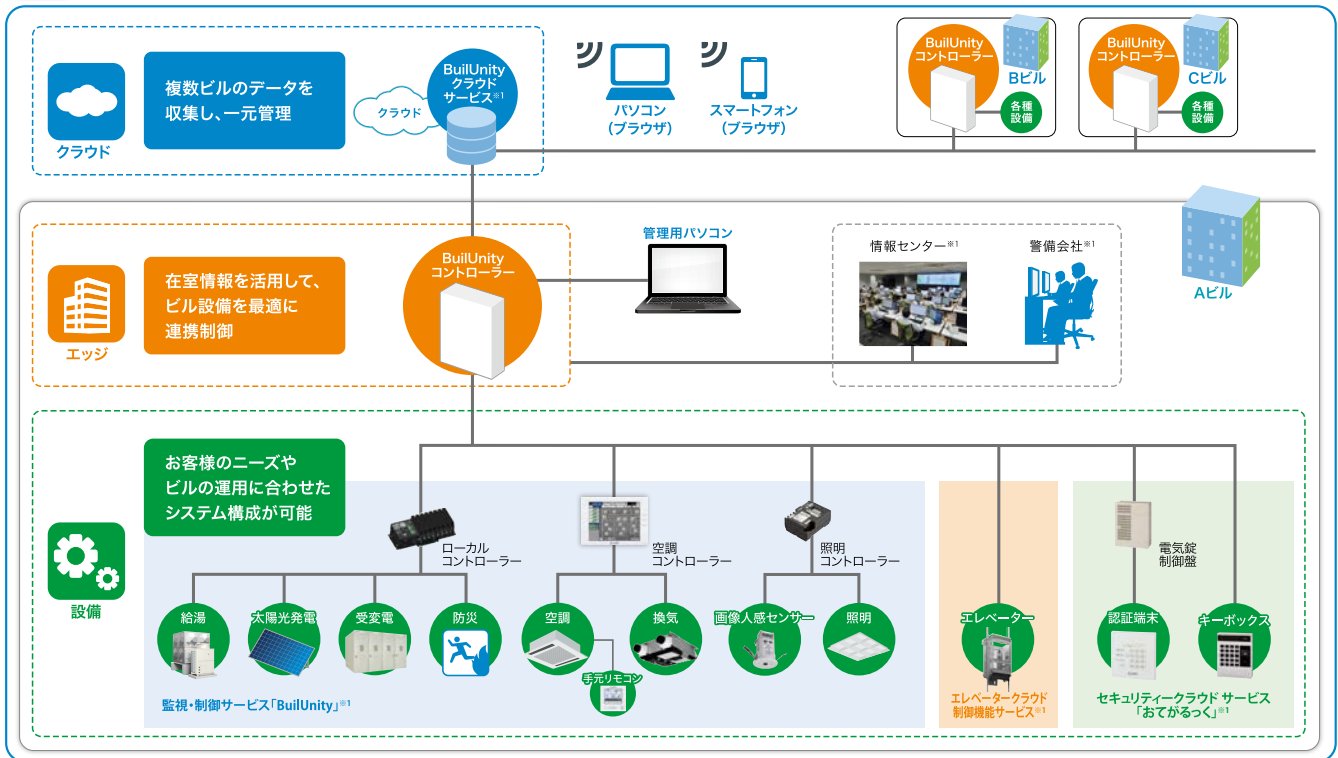 複数ビルのデータを
収集し、一元管理
クラウド
クラウド
BuilUnity
クラウド
サービス※1
パソコン
(ブラウザ)
スマートフォン
(ブラウザ)
BuilUnity
コントローラー
Bビル
各種
設備
BuilUnity
コントローラー
Cビル
各種
設備
在室情報を活用して、
ビル設備を最適に
連携制御
エッジ
BuilUnity
コントローラー
管理用パソコン
情報センター※1
警備会社※1
Aビル
お客様のニーズや
ビルの運用に合わせた
システム構成が可能
設備
ローカル
コントローラー
空調
コントローラー
照明
コントローラー
電気錠
制御盤
給湯
太陽光発電
受変電
防災
空調
換気
画像人感センサー
照明
エレベーター
認証端末
キーボックス
手元リモコン
監視・制御サービス「BuilUnity」※1
エレベータークラウド
制御機能サービス※1
セキュリティークラウド サービス
「おてがるっく」※1